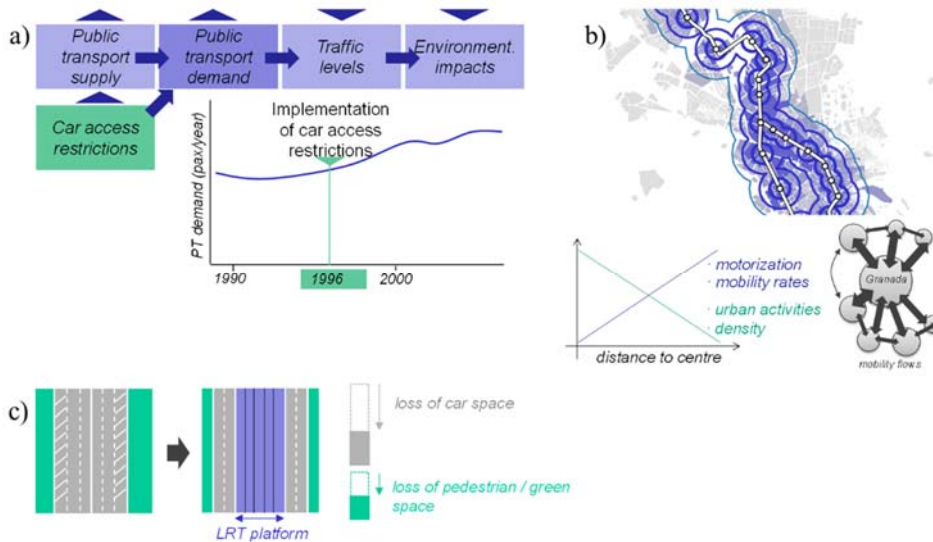 a)
Public
transport
supply
Public
transport
demand
Traffic
levels
Environment.
impacts
Car access
restrictions
Implementation
of car access
restrictions
PT demand (pax/year)
1990
1996
2000
b)
· motorization
· mobility rates
· urban activities
· density
distance to centre
Granada
mobility flows
c)
loss of car space
loss of pedestrian / green
space
LRT platform